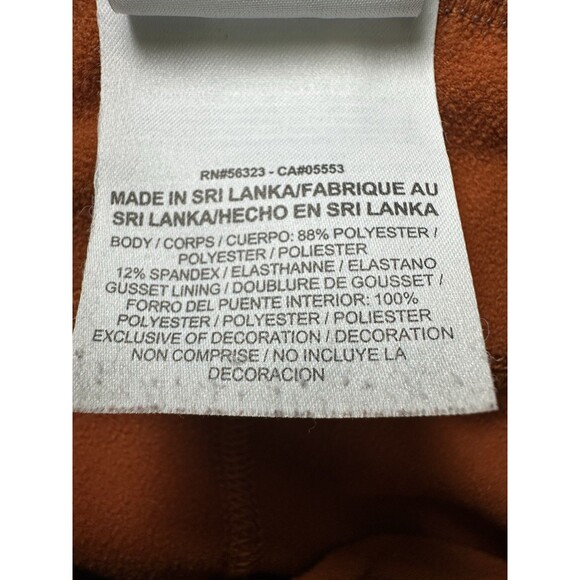 RN#56323 - CA#05553
MADE IN SRI LANKA/FABRIQUE AU
SRI LANKA/HECHO EN SRI LANKA
BODY / CORPS / CUERPO: 88% POLYESTER /
POLYESTER / POLIESTER
12% SPANDEX / ELASTHANNE / ELASTANO
GUSSET LINING / DOUBLURE DE GOUSSET /
FORRO DEL PUENTE INTERIOR: 100%
POLYESTER / POLYESTER / POLIESTER
EXCLUSIVE OF DECORATION / DECORATION
NON COMPRISE / NO INCLUYE LA
DECORACION